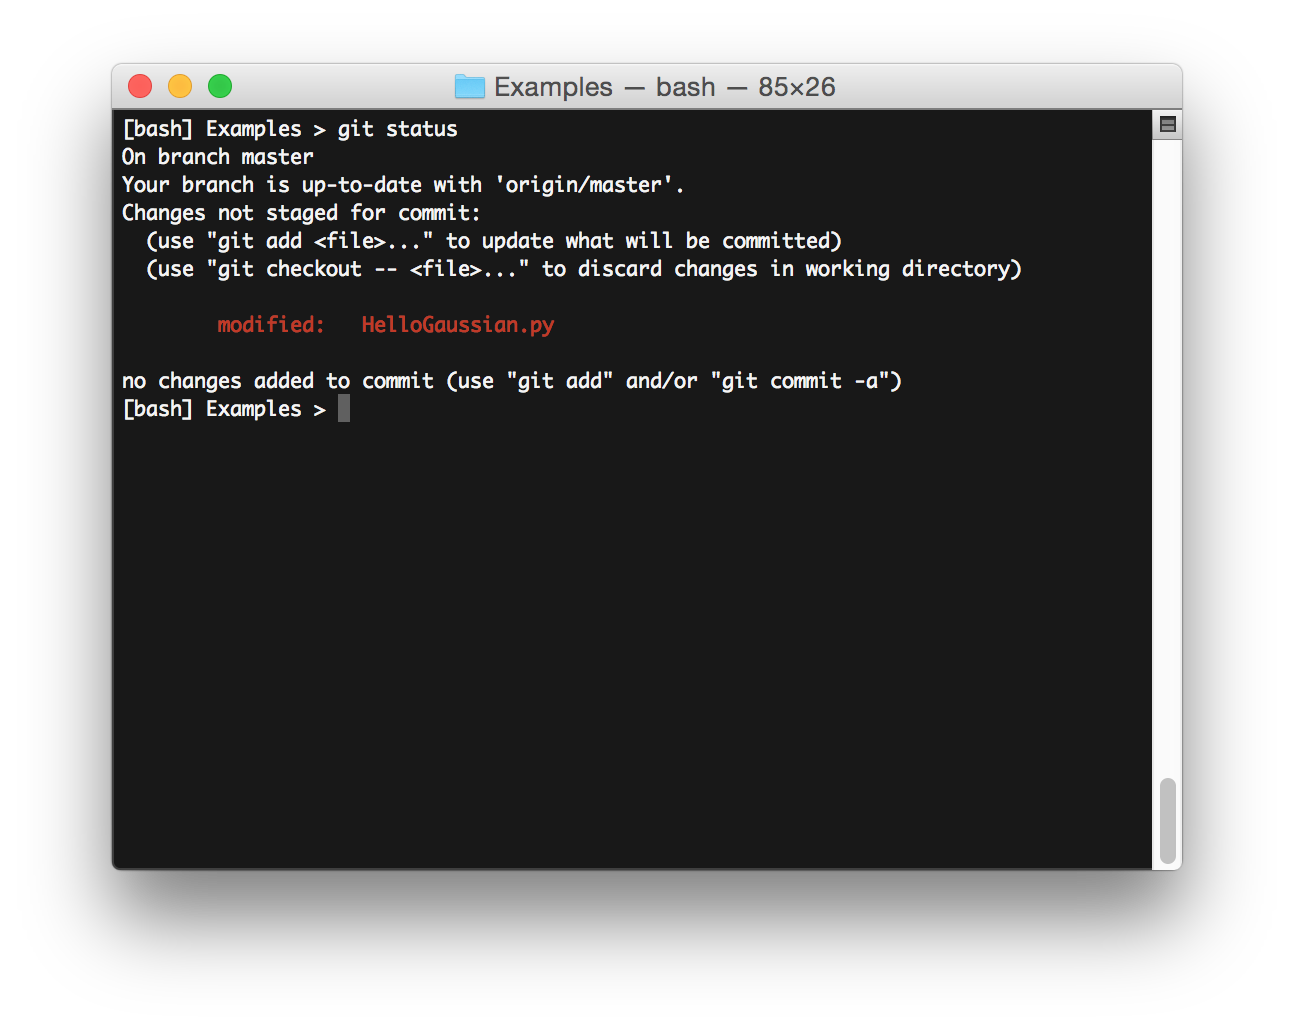 Examples — bash — 85×26
[bash] Examples > git status
On branch master
Your branch is up-to-date with 'origin/master'.
Changes not staged for commit:
  (use "git add <file>..." to update what will be committed)
  (use "git checkout -- <file>..." to discard changes in working directory)
        modified:   HelloGaussian.py
no changes added to commit (use "git add" and/or "git commit -a")
[bash] Examples >